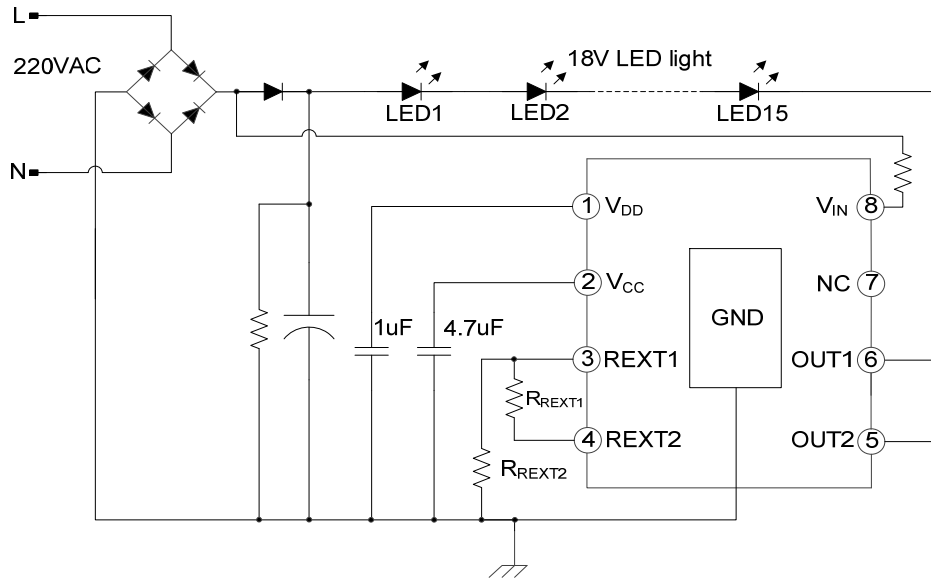 L
220VAC
N
18V LED light
LED1
LED2
LED15
1 VDD
VIN 8
2 VCC
NC 7
GND
1uF
4.7uF
3 REXT1
OUT1 6
RREXT1
4 REXT2
OUT2 5
RREXT2